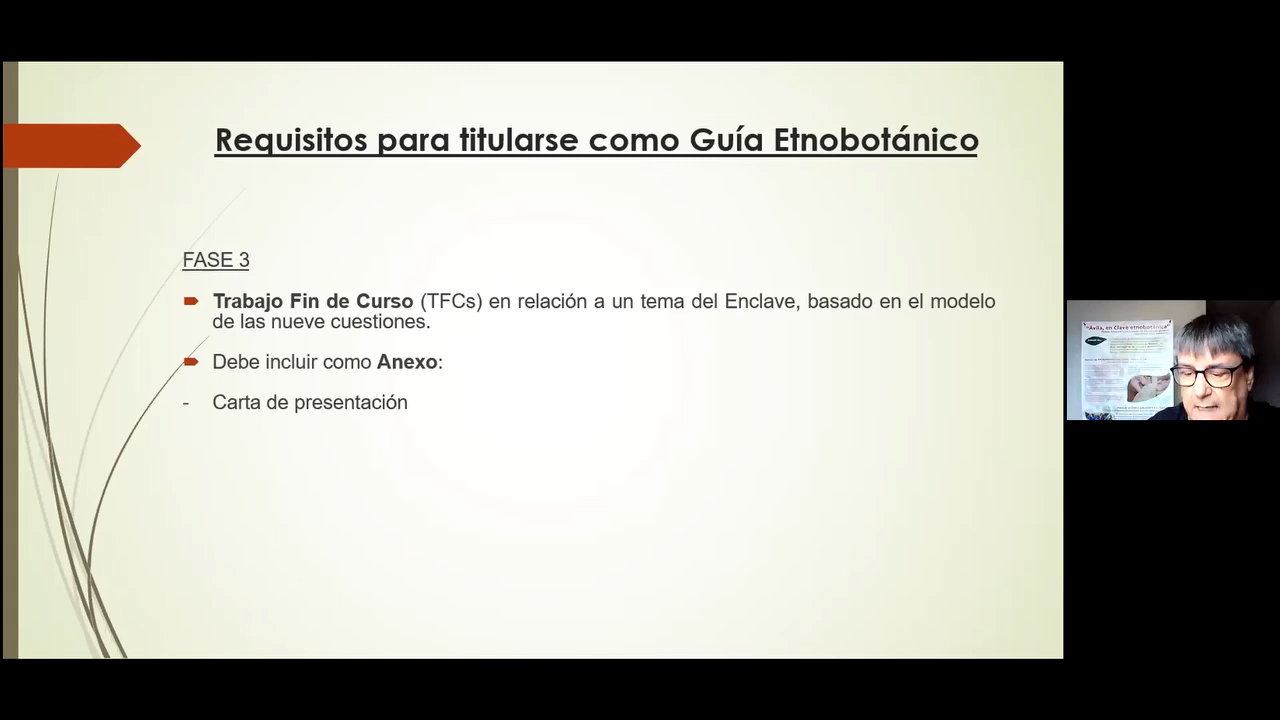 Requisitos para titularse como Guía Etnobotánico
FASE 3
Trabajo Fin de Curso (TFCs) en relación a un tema del Enclave, basado en el modelo
de las nueve cuestiones.
Debe incluir como Anexo:
- Carta de presentación
"Ávila, en Clave etnobotánica"